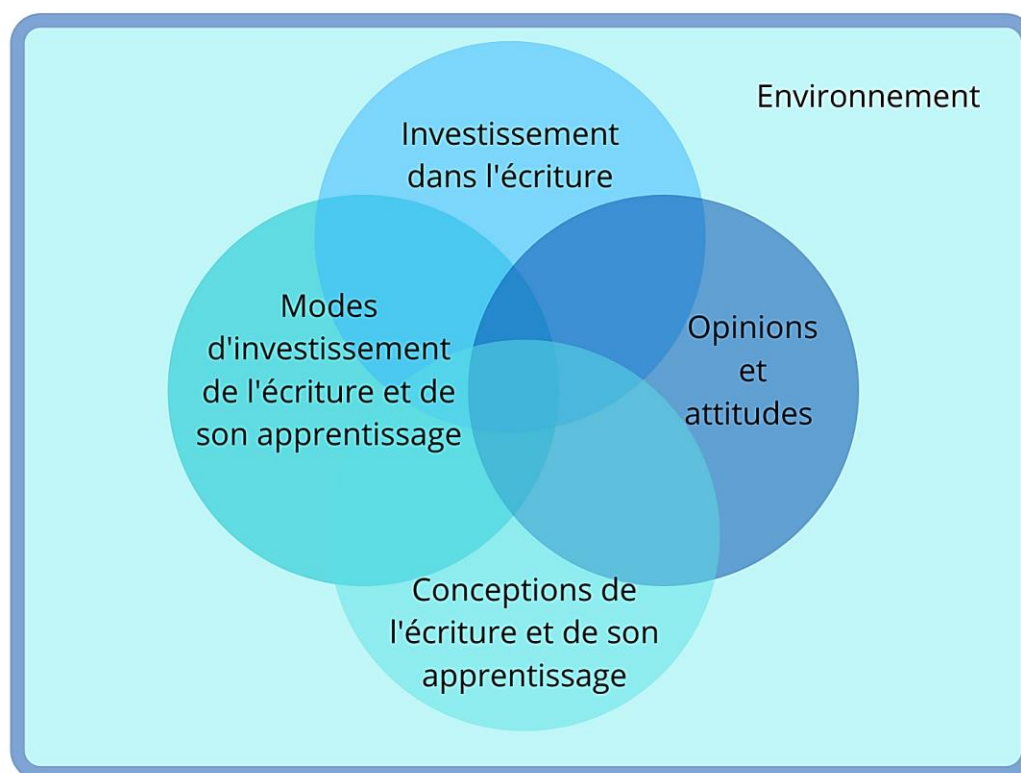 Environnement
Investissement
dans l'écriture
Modes
d'investissement
de l'écriture et de
son apprentissage
Opinions
et
attitudes
Conceptions de
l'écriture et de son
apprentissage